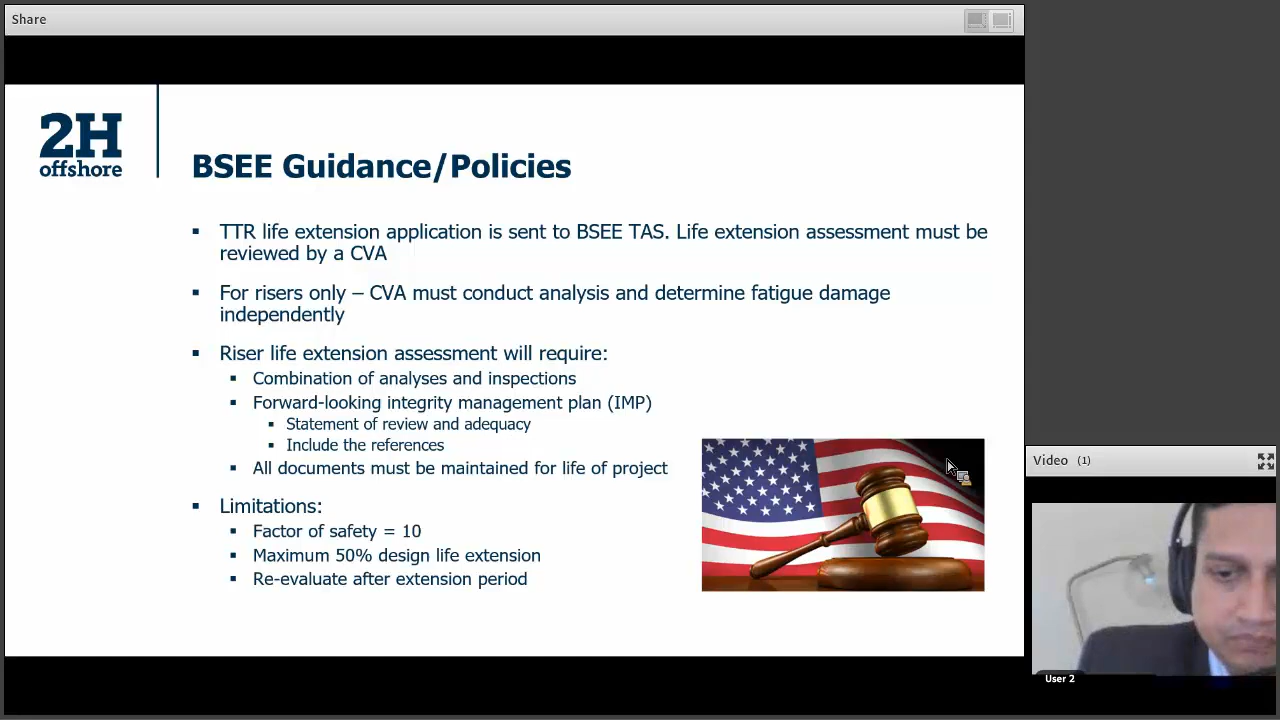 Share
2H
offshore
BSEE Guidance/Policies
▪ TTR life extension application is sent to BSEE TAS. Life extension assessment must be
reviewed by a CVA
▪ For risers only – CVA must conduct analysis and determine fatigue damage
independently
▪ Riser life extension assessment will require:
▪ Combination of analyses and inspections
▪ Forward-looking integrity management plan (IMP)
▪ Statement of review and adequacy
▪ Include the references
▪ All documents must be maintained for life of project
▪ Limitations:
▪ Factor of safety = 10
▪ Maximum 50% design life extension
▪ Re-evaluate after extension period
Video (1)
User 2